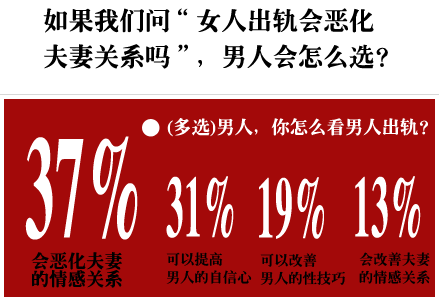 如果我们问“女人出轨会恶化
夫妻关系吗”，男人会怎么选？
●(多选)男人，你怎么看男人出轨？
37%
31%
19%
13%
会恶化夫妻
的情感关系
可以提高
男人的自信心
可以改善
男人的性技巧
会改善夫妻
的情感关系